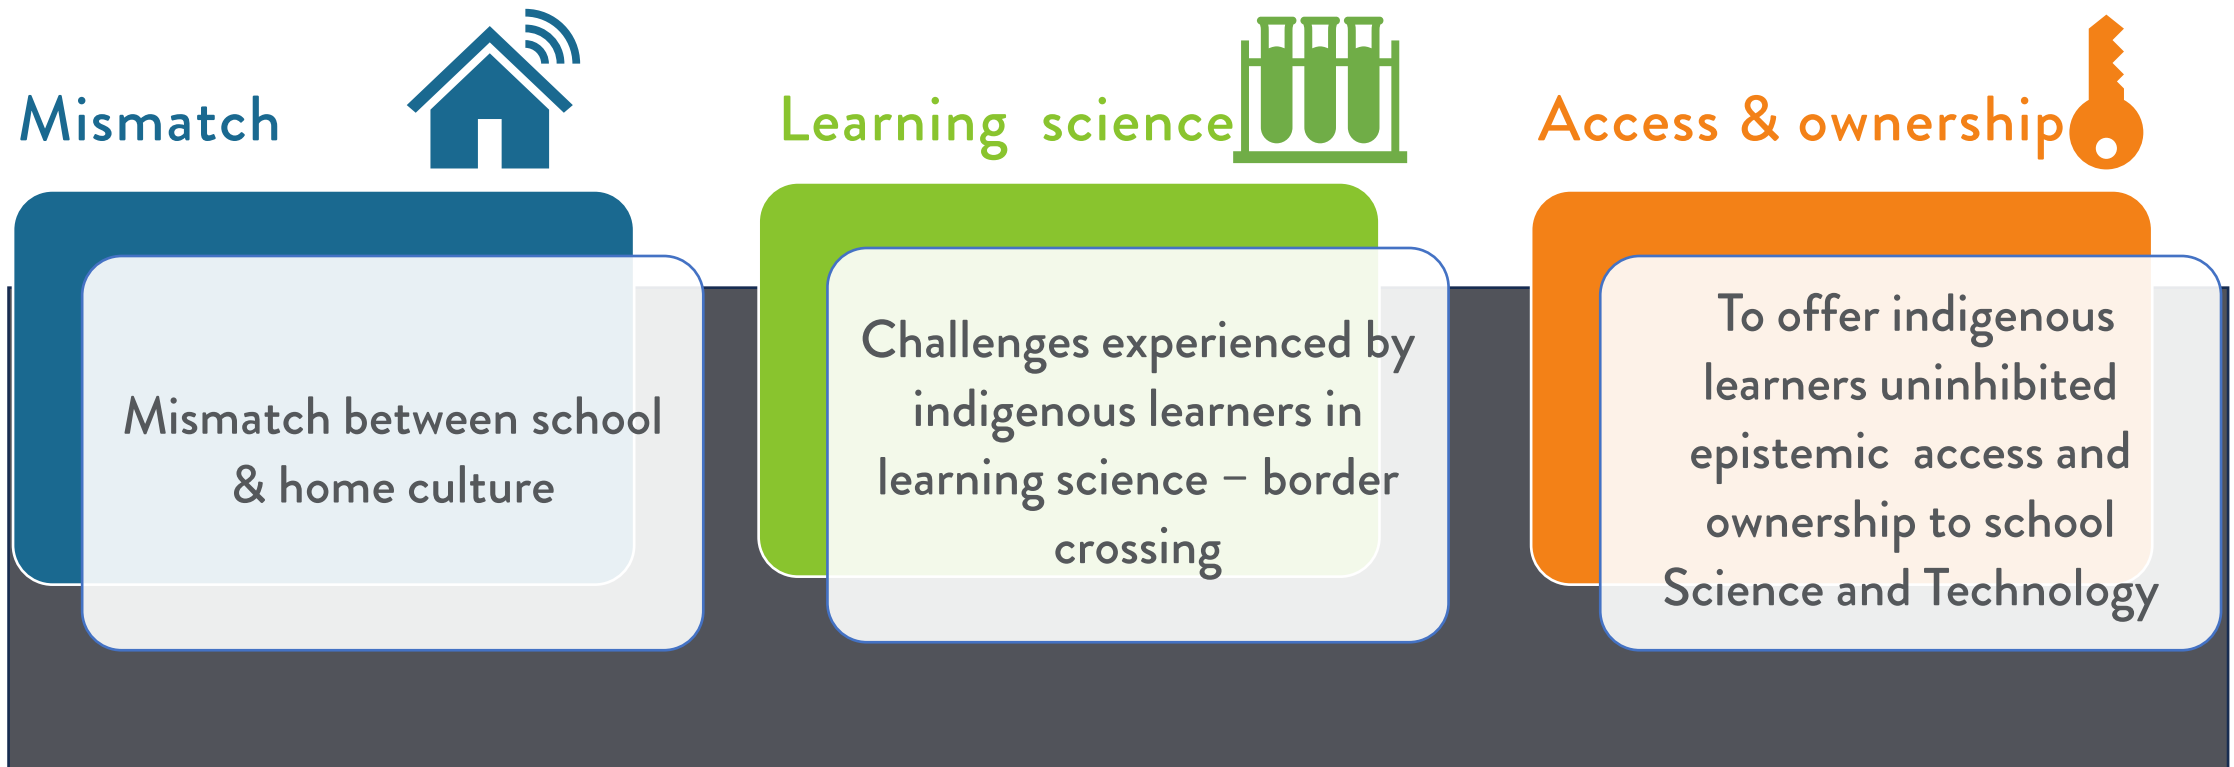 Mismatch
Mismatch between school
& home culture
Learning science
Challenges experienced by
indigenous learners in
learning science – border
crossing
Access & ownership
To offer indigenous
learners uninhibited
epistemic access and
ownership to school
Science and Technology